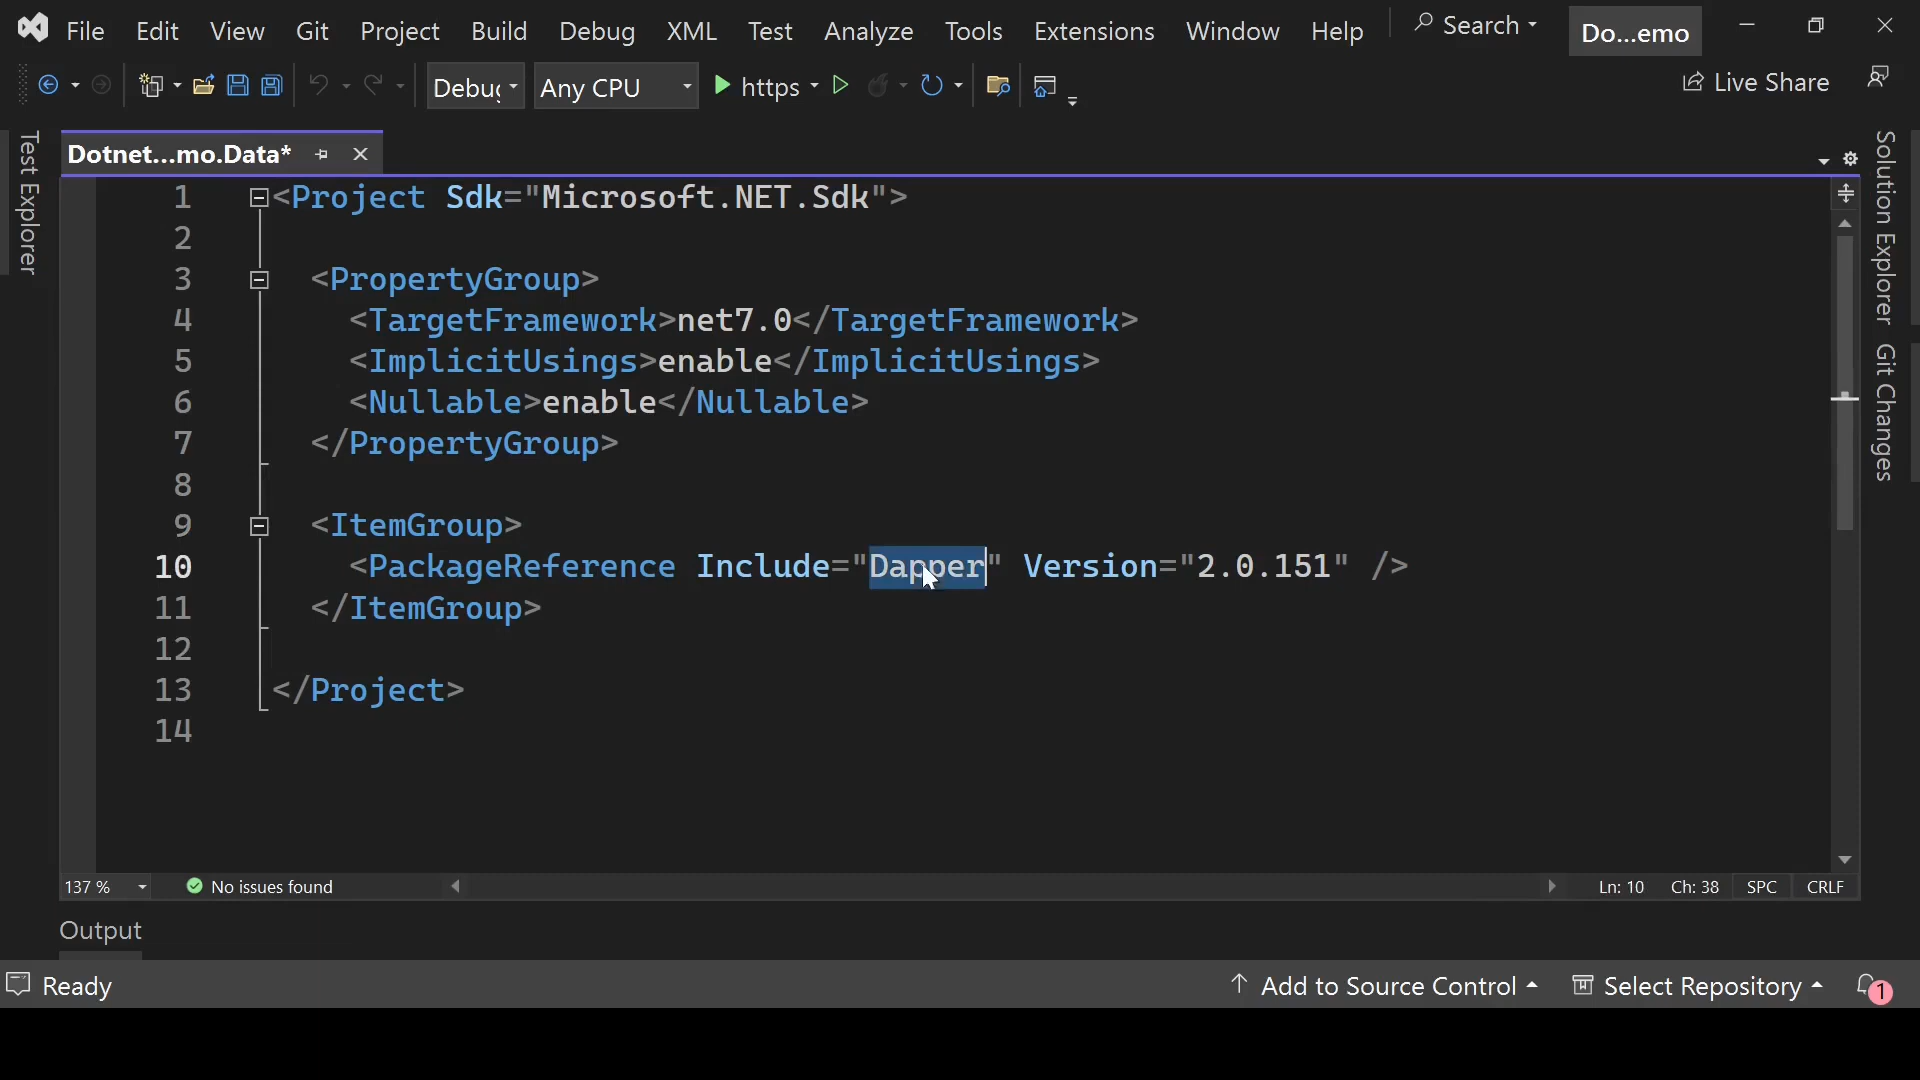 File Edit View Git Project Build Debug XML Test Analyze Tools Extensions Window Help Search Do...emo
Debug Any CPU https Live Share
Test Explorer
Dotnet...mo.Data*
Solution Explorer
Git Changes
1 <Project Sdk="Microsoft.NET.Sdk">
2
3 <PropertyGroup>
4 <TargetFramework>net7.0</TargetFramework>
5 <ImplicitUsings>enable</ImplicitUsings>
6 <Nullable>enable</Nullable>
7 </PropertyGroup>
8
9 <ItemGroup>
10 <PackageReference Include="Dapper" Version="2.0.151" />
11 </ItemGroup>
12
13 </Project>
14
137 % No issues found Ln: 10 Ch: 38 SPC CRLF
Output
Ready Add to Source Control Select Repository 1